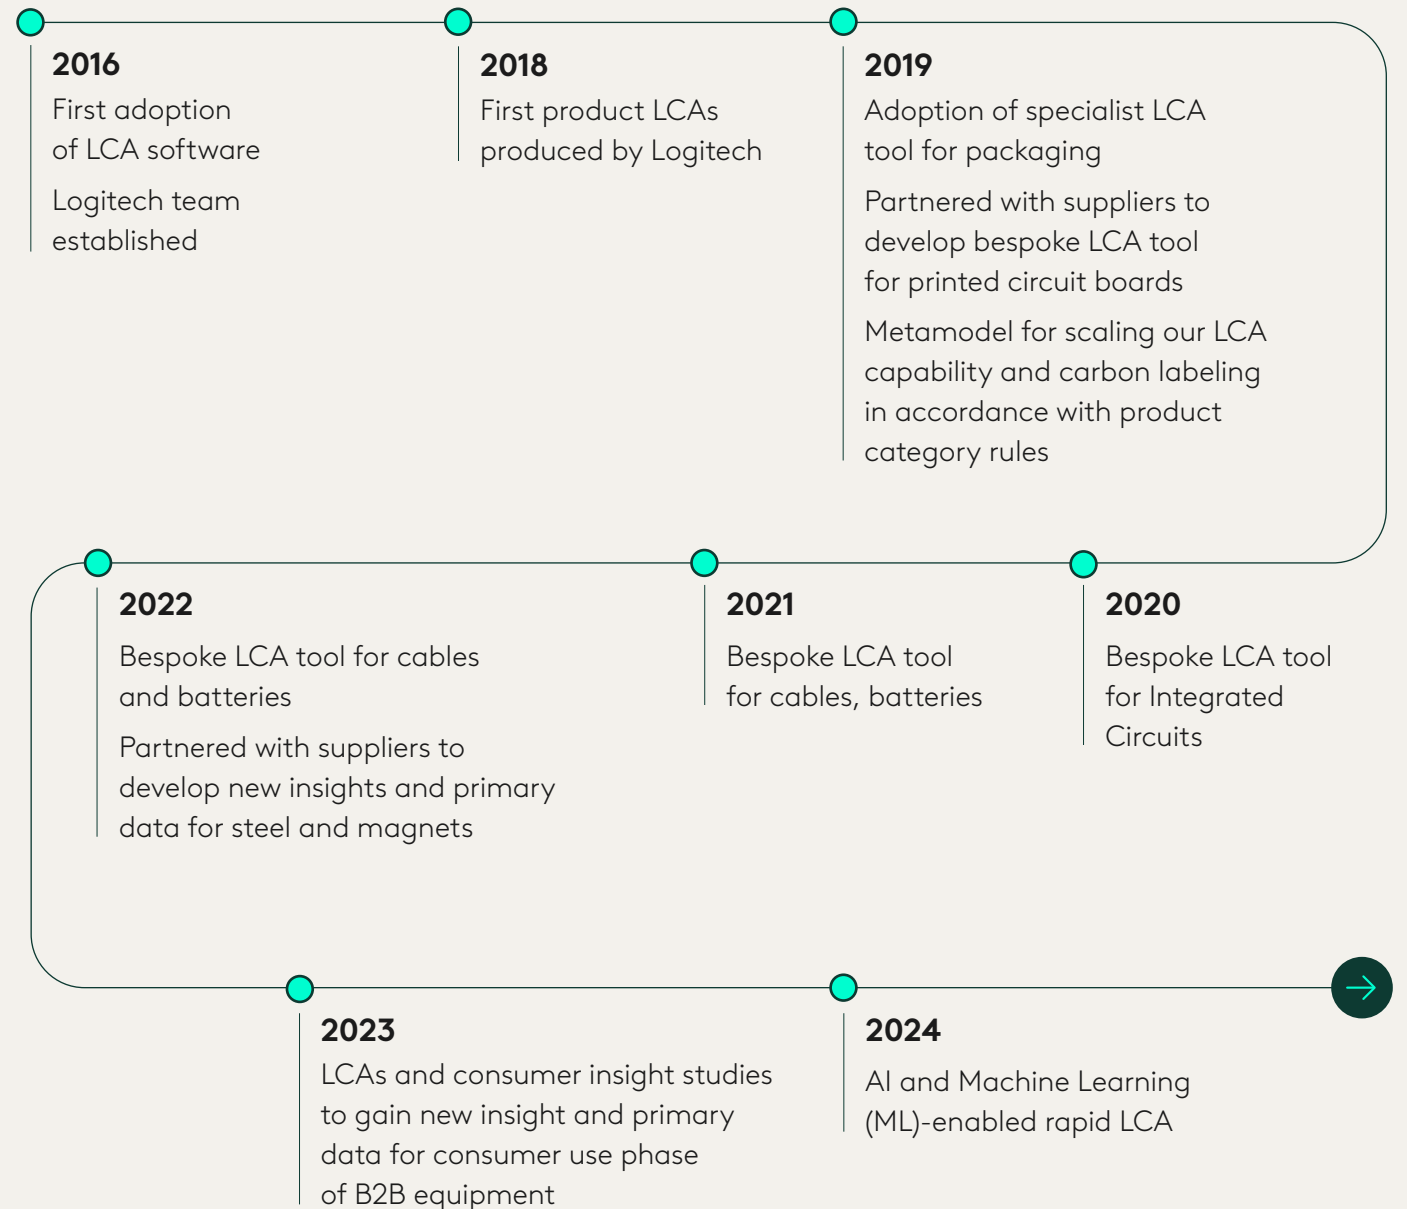 2016
First adoption
of LCA software
Logitech team
established
2018
First product LCAs
produced by Logitech
2019
Adoption of specialist LCA
tool for packaging
Partnered with suppliers to
develop bespoke LCA tool
for printed circuit boards
Metamodel for scaling our LCA
capability and carbon labeling
in accordance with product
category rules
2020
Bespoke LCA tool
for Integrated
Circuits
2021
Bespoke LCA tool
for cables, batteries
2022
Bespoke LCA tool for cables
and batteries
Partnered with suppliers to
develop new insights and primary
data for steel and magnets
2023
LCAs and consumer insight studies
to gain new insight and primary
data for consumer use phase
of B2B equipment
2024
AI and Machine Learning
(ML)-enabled rapid LCA